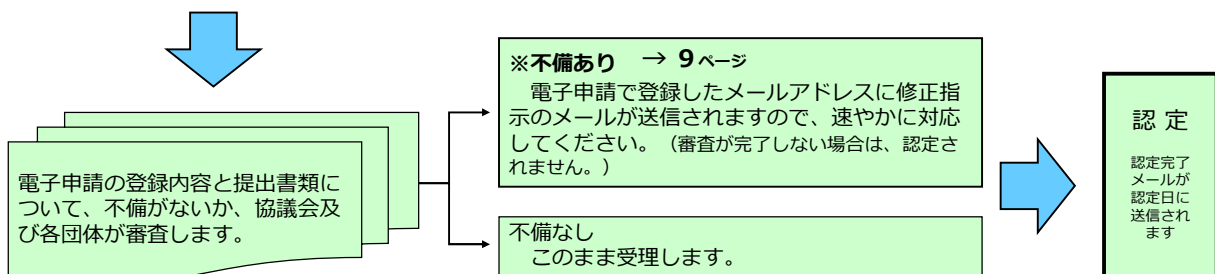 電子申請の登録内容と提出書類に
ついて、不備がないか、協議会及
び各団体が審査します。
※不備あり → 9ページ
電子申請で登録したメールアドレスに修正指
示のメールが送信されますので、速やかに対応
してください。（審査が完了しない場合は、認定さ
れません。）
不備なし
このまま受理します。
認 定
認定完了
メールが
認定日に
送信され
ます